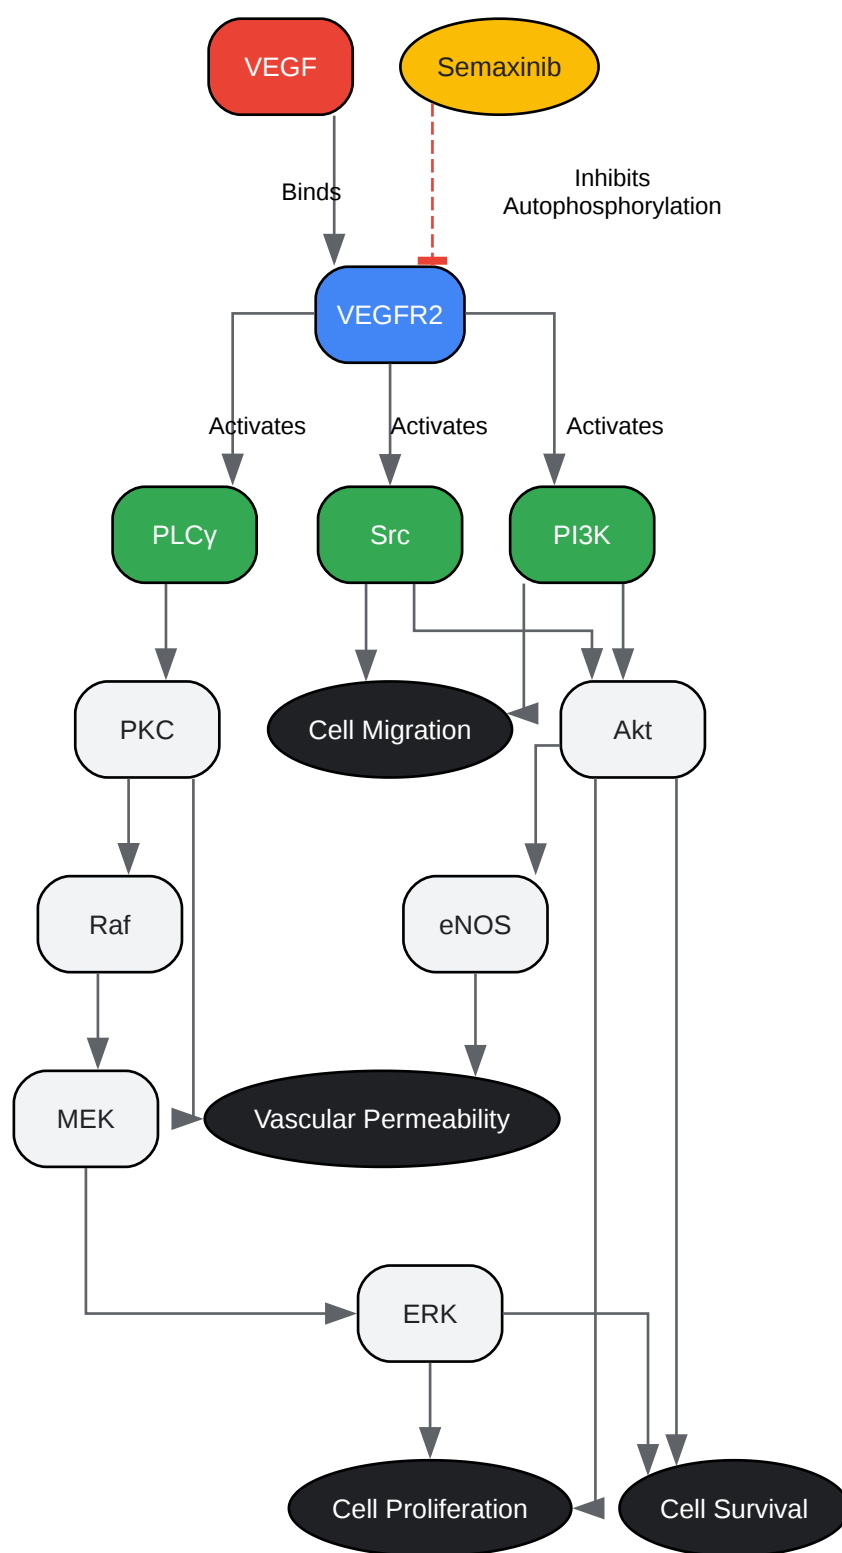 VEGF
Semaxinib
Binds
Inhibits
Autophosphorylation
VEGFR2
Activates
Activates
Activates
PLCγ
Src
PI3K
PKC
Cell Migration
Akt
Raf
eNOS
MEK
Vascular Permeability
ERK
Cell Proliferation
Cell Survival